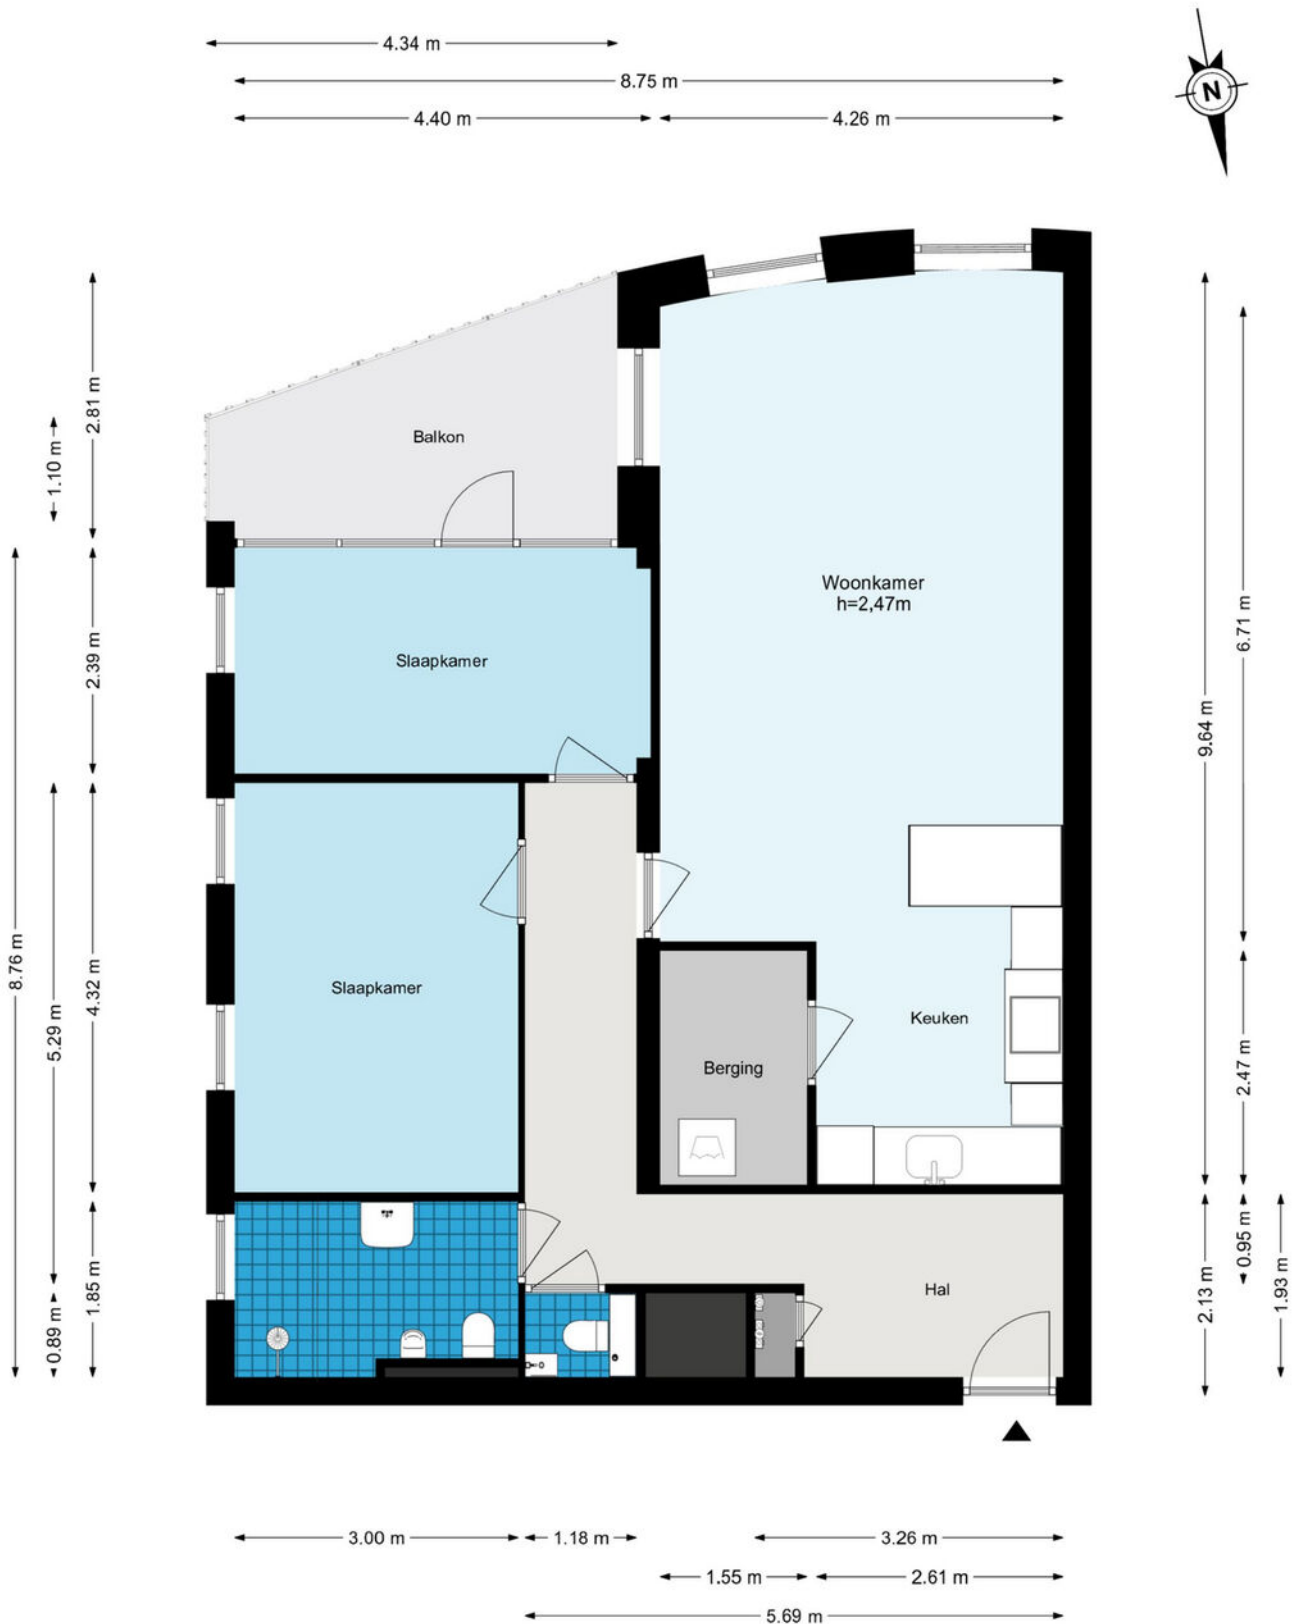 4.34 m
8.75 m
4.40 m
4.26 m
N
2.81 m
1.10 m
Balkon
Woonkamer
h=2,47m
6.71 m
2.39 m
Slaapkamer
9.64 m
8.76 m
4.32 m
5.29 m
Slaapkamer
Keuken
Berging
2.47 m
1.85 m
0.89 m
Hal
2.13 m
0.95 m
1.93 m
3.00 m
1.18 m
3.26 m
1.55 m
2.61 m
5.69 m